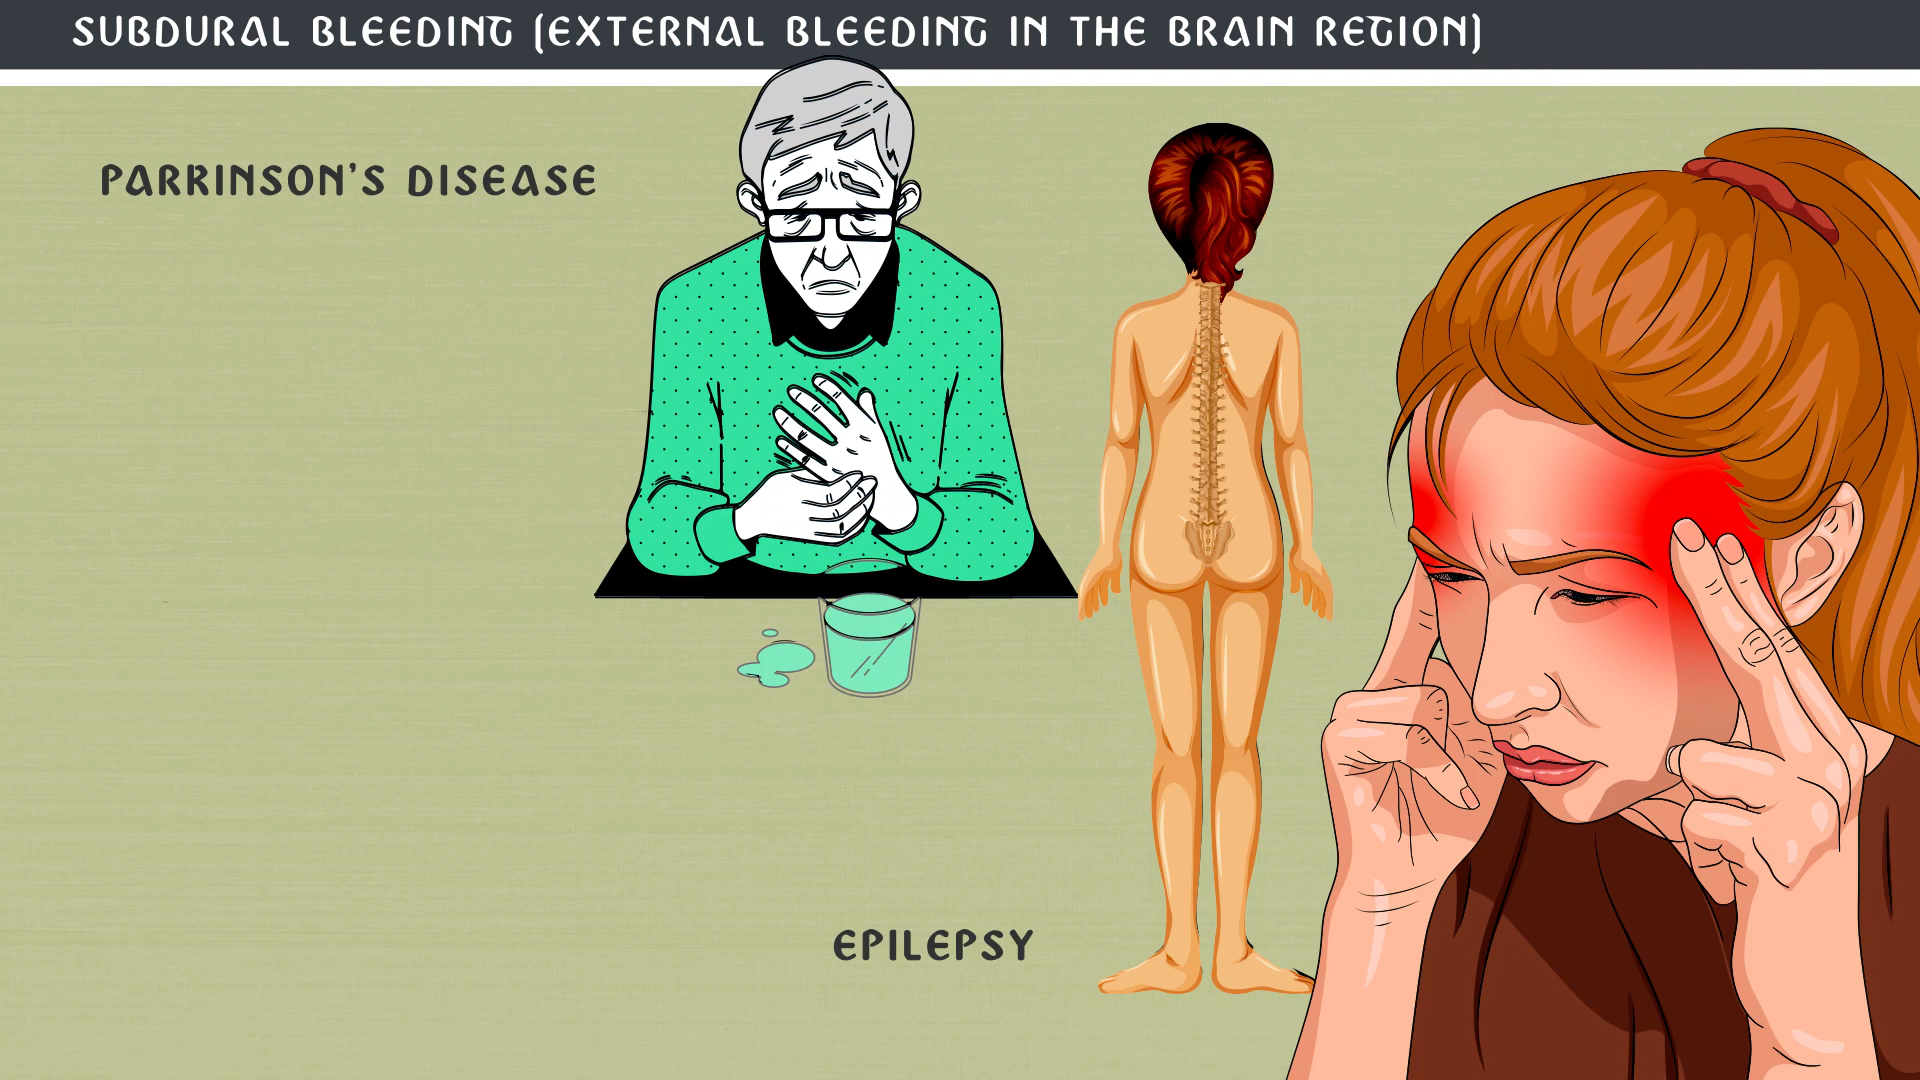 SUBDURAL BLEEDING (EXTERNAL BLEEDING IN THE BRAIN REGION)
PARKINSON'S DISEASE
EPILEPSY